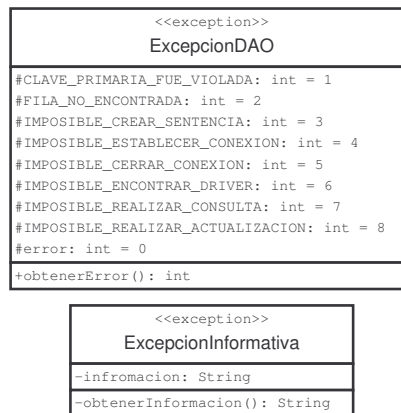 <<exception>>
ExcepcionDAO
#CLAVE_PRIMARIA_FUE_VIOLADA: int = 1
#FILA_NO_ENCONTRADA: int = 2
#IMPOSIBLE_CREAR_SENTENCIA: int = 3
#IMPOSIBLE_ESTABLECER_CONEXION: int = 4
#IMPOSIBLE_CERRAR_CONEXION: int = 5
#IMPOSIBLE_ENCONTRAR_DRIVER: int = 6
#IMPOSIBLE_REALIZAR_CONSULTA: int = 7
#IMPOSIBLE_REALIZAR_ACTUALIZACION: int = 8
#error: int = 0
+obtenerError(): int
<<exception>>
ExcepcionInformativa
-infromacion: String
-obtenerInformacion(): String